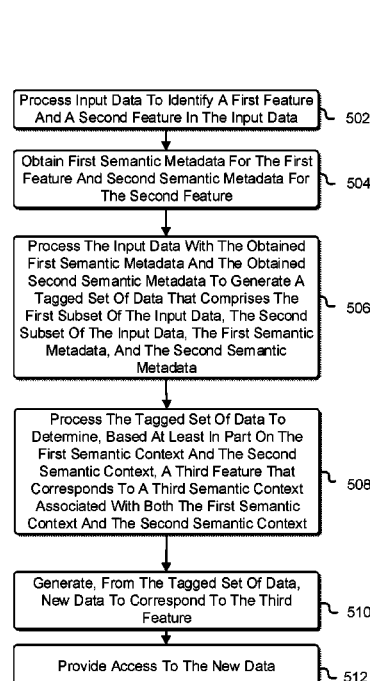 Process Input Data To Identify A First Feature
And A Second Feature In The Input Data
502
Obtain First Semantic Metadata For The First
Feature And Second Semantic Metadata For
The Second Feature
504
Process The Input Data With The Obtained
First Semantic Metadata And The Obtained
Second Semantic Metadata To Generate A
Tagged Set Of Data That Comprises The
First Subset Of The Input Data, The Second
Subset Of The Input Data, The First Semantic
Metadata, And The Second Semantic
Metadata
506
Process The Tagged Set Of Data To
Determine, Based At Least In Part On The
First Semantic Context And The Second
Semantic Context, A Third Feature That
Corresponds To A Third Semantic Context
Associated With Both The First Semantic
Context And The Second Semantic Context
508
Generate, From The Tagged Set Of Data,
New Data To Correspond To The Third
Feature
510
Provide Access To The New Data
512